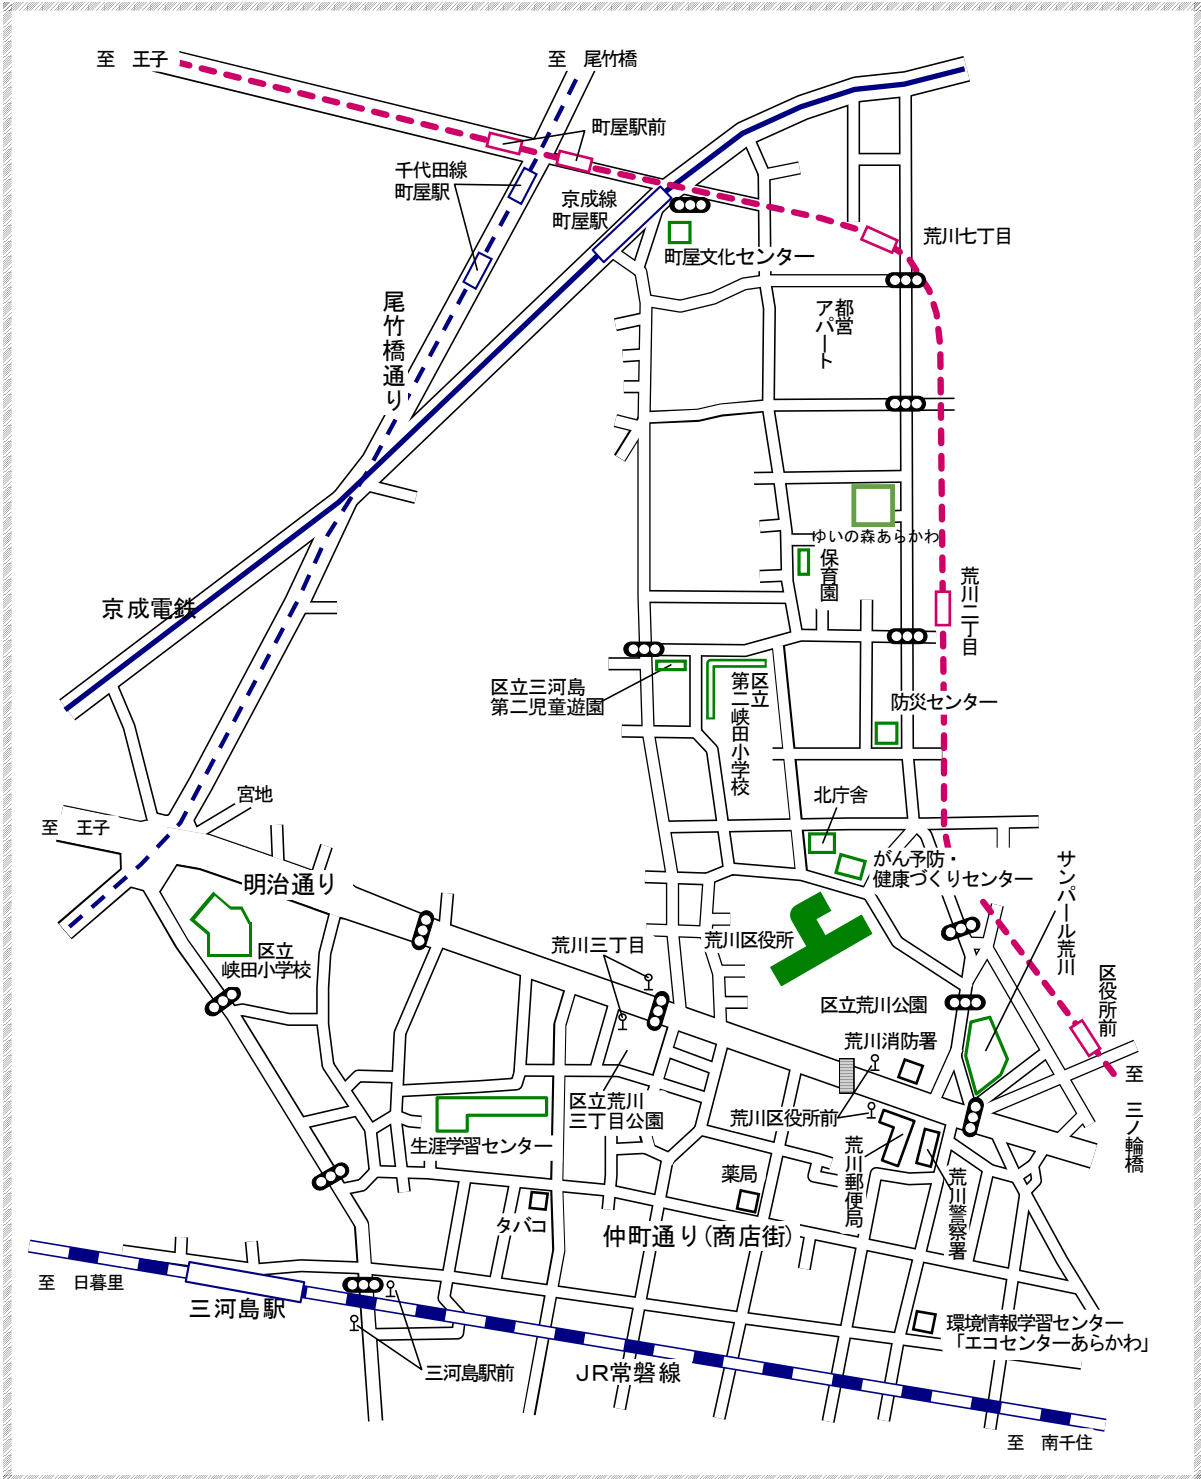 至　王子
至　尾竹橋
町屋駅前
千代田線
町屋駅
京成線
町屋駅
町屋文化センター
荒川七丁目
尾竹橋通り
都営
アパート
ゆいの森あらかわ
保育園
荒川二丁目
京成電鉄
区立三河島
第二児童遊園
区立
第二峡田小学校
防災センター
宮地
至　王子
北庁舎
がん予防・
健康づくりセンター
サンパール荒川
明治通り
区立
峡田小学校
荒川三丁目
荒川区役所
区立荒川公園
区役所前
荒川消防署
至　三ノ輪橋
区立荒川
三丁目公園
荒川区役所前
生涯学習センター
荒川郵便局
荒川警察署
薬局
タバコ
仲町通り(商店街)
至　日暮里
三河島駅
環境情報学習センター
「エコセンターあらかわ」
三河島駅前
JR常磐線
至　南千住